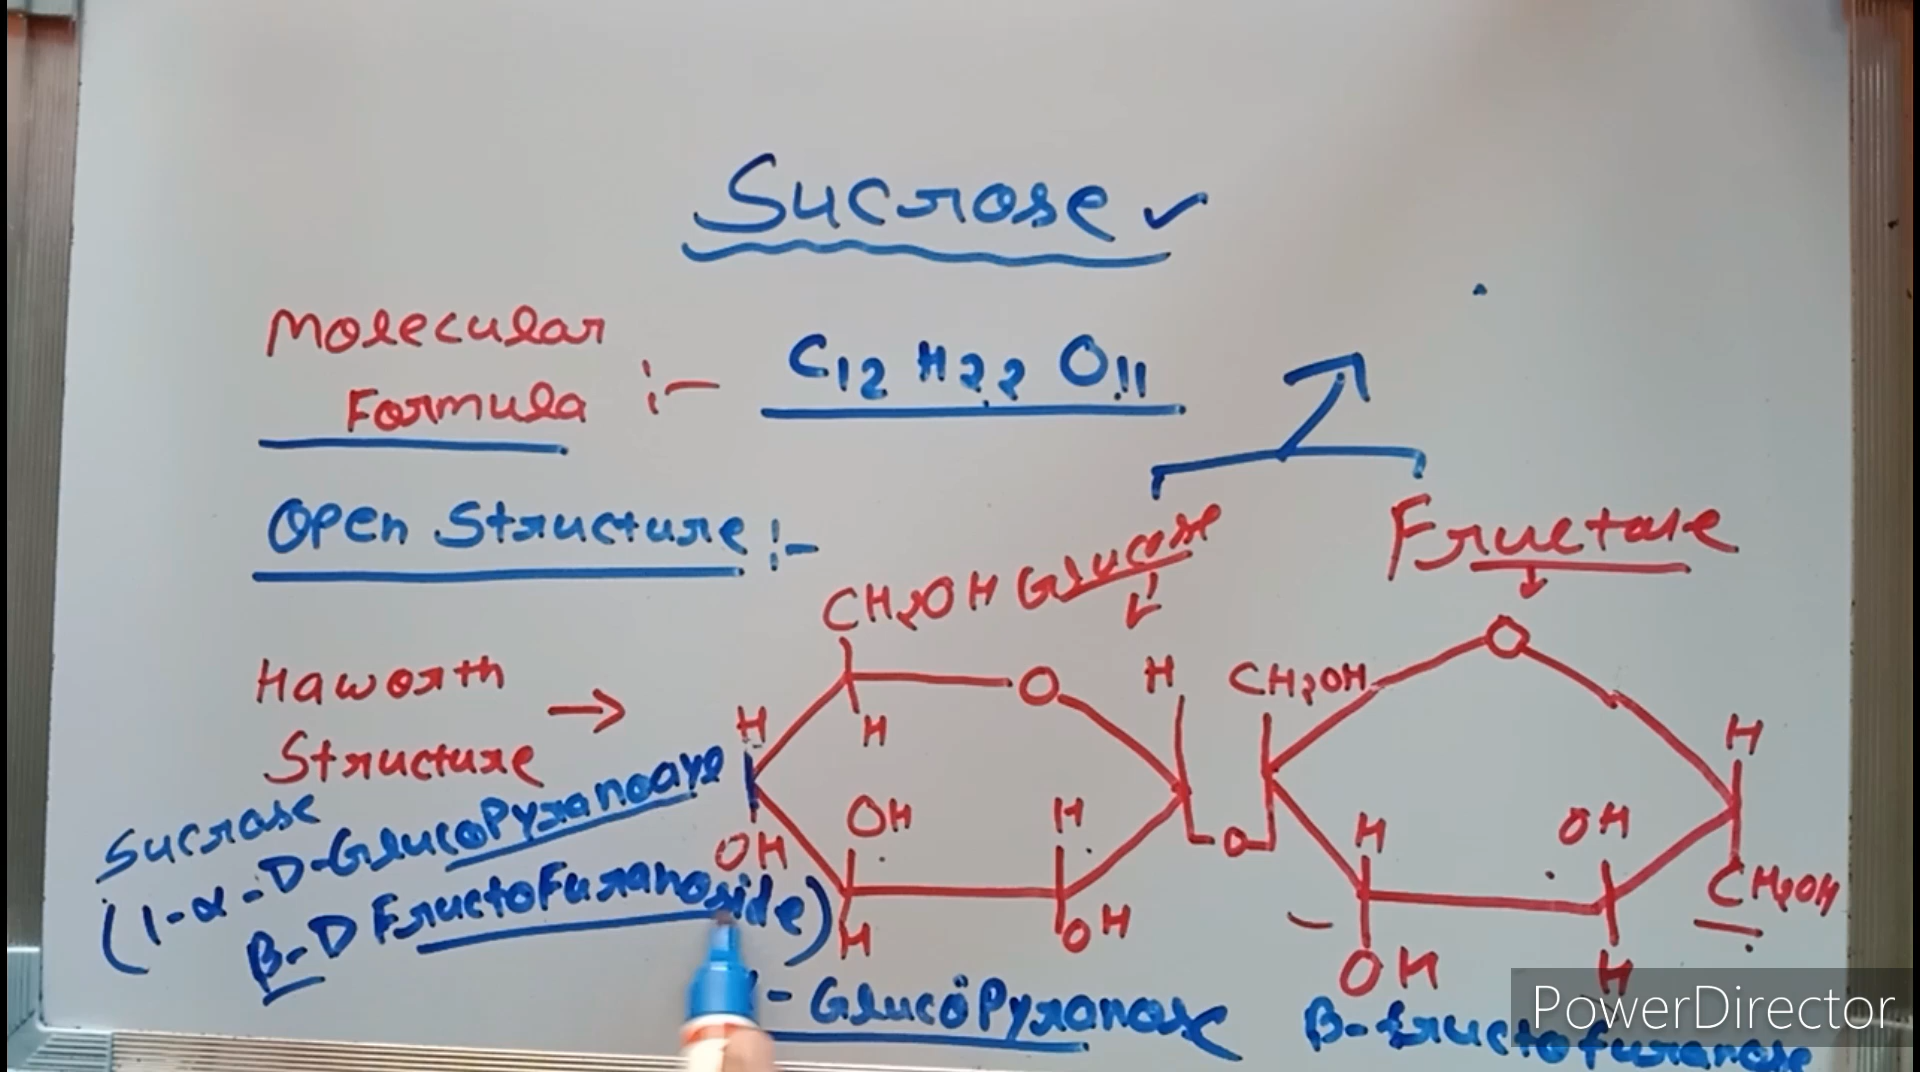 Sucrose
Molecular
Formula :- C12 H22 O11
Open Structure :-
Glucose
Fructose
Haworth
Structure →
CH2OH
O
H
CH2OH
O
H
H
H
OH
H
OH
H
OH
H
OH
O
H
OH
CH2OH
OH
H
Sucrose
(1-α-D-Glucopyranose
β-D Fructofuranoside)
- Glucopyranose
β-fructofuranose
PowerDirector